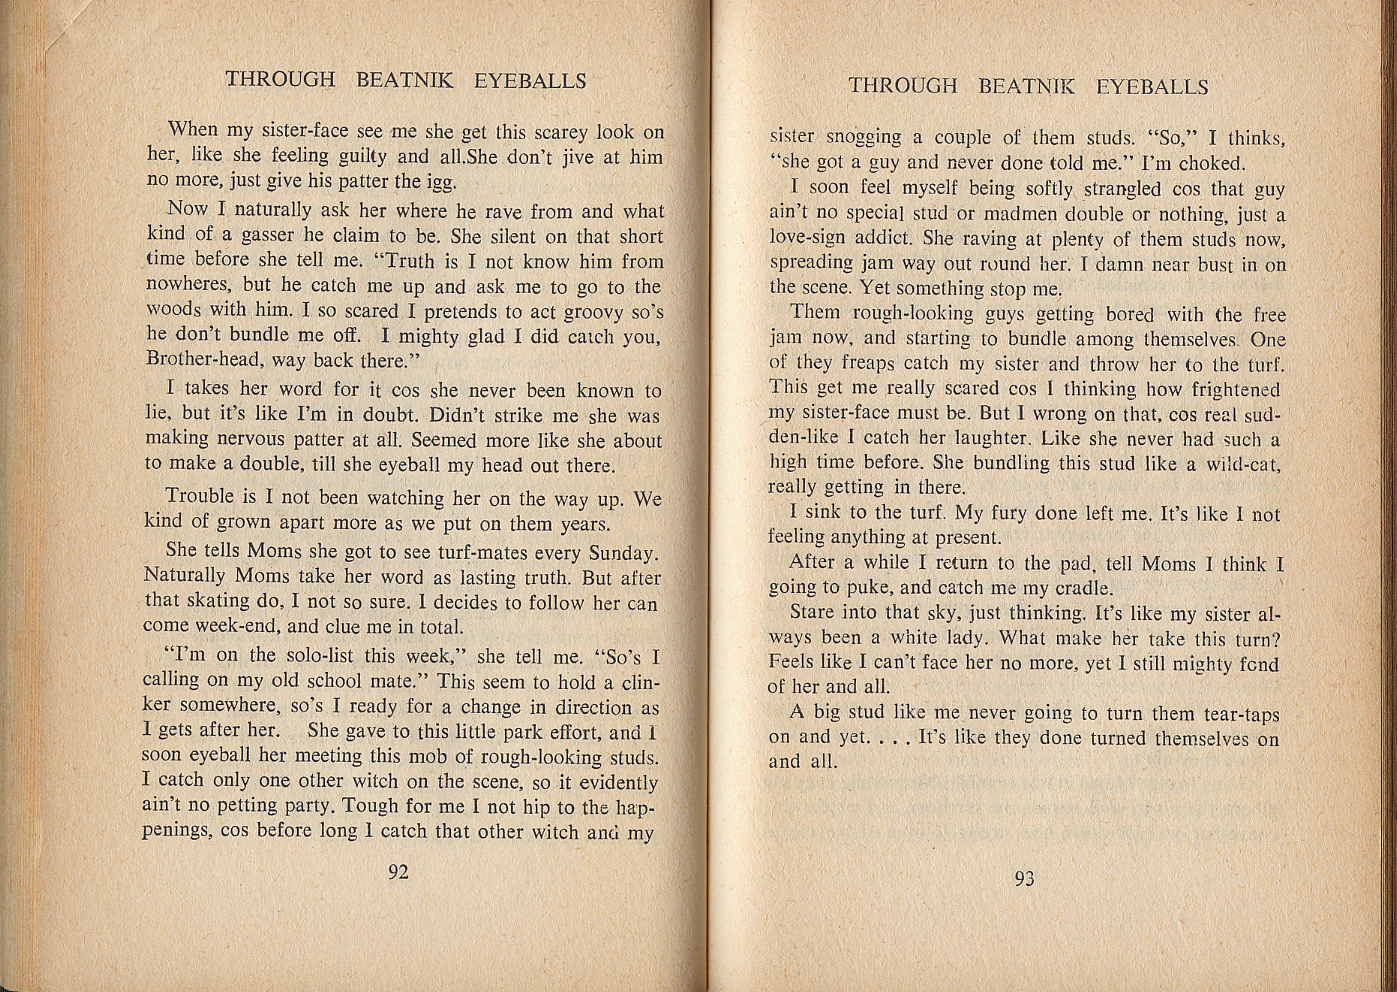 THROUGH BEATNIK EYEBALLS
When my sister-face see me she get this scarey look on
her, like she feeling guilty and all.She don't jive at him
no more, just give his patter the igg.
Now I naturally ask her where he rave from and what
kind of a gasser he claim to be. She silent on that short
time before she tell me. “Truth is I not know him from
nowheres, but he catch me up and ask me to go to the
woods with him. I so scared I pretends to act groovy so's
he don't bundle me off. I mighty glad I did catch you,
Brother-head, way back there.”
I takes her word for it cos she never been known to
lie, but it's like I'm in doubt. Didn't strike me she was
making nervous patter at all. Seemed more like she about
to make a double, till she eyeball my head out there.
Trouble is I not been watching her on the way up. We
kind of grown apart more as we put on them years.
She tells Moms she got to see turf-mates every Sunday.
Naturally Moms take her word as lasting truth. But after
that skating do, I not so sure. I decides to follow her can
come week-end, and clue me in total.
“I'm on the solo-list this week,” she tell me. “So's I
calling on my old school mate.” This seem to hold a clin-
ker somewhere, so's I ready for a change in direction as
I gets after her. She gave to this little park effort, and I
soon eyeball her meeting this mob of rough-looking studs.
I catch only one other witch on the scene, so it evidently
ain't no petting party. Tough for me I not hip to the hap-
penings, cos before long I catch that other witch and my
92
THROUGH BEATNIK EYEBALLS
sister snogging a couple of them studs. “So,” I thinks,
“she got a guy and never done told me.” I'm choked.
I soon feel myself being softly strangled cos that guy
ain't no special stud or madmen double or nothing, just a
love-sign addict. She raving at plenty of them studs now,
spreading jam way out round her. I damn near bust in on
the scene. Yet something stop me.
Them rough-looking guys getting bored with the free
jam now, and starting to bundle among themselves. One
of they freaps catch my sister and throw her to the turf.
This get me really scared cos I thinking how frightened
my sister-face must be. But I wrong on that, cos real sud-
den-like I catch her laughter. Like she never had such a
high time before. She bundling this stud like a wild-cat,
really getting in there.
I sink to the turf. My fury done left me. It's like I not
feeling anything at present.
After a while I return to the pad, tell Moms I think I
going to puke, and catch me my cradle.
Stare into that sky, just thinking. It's like my sister al-
ways been a white lady. What make her take this turn?
Feels like I can't face her no more, yet I still mighty fond
of her and all.
A big stud like me never going to turn them tear-taps
on and yet. . . . It's like they done turned themselves on
and all.
93